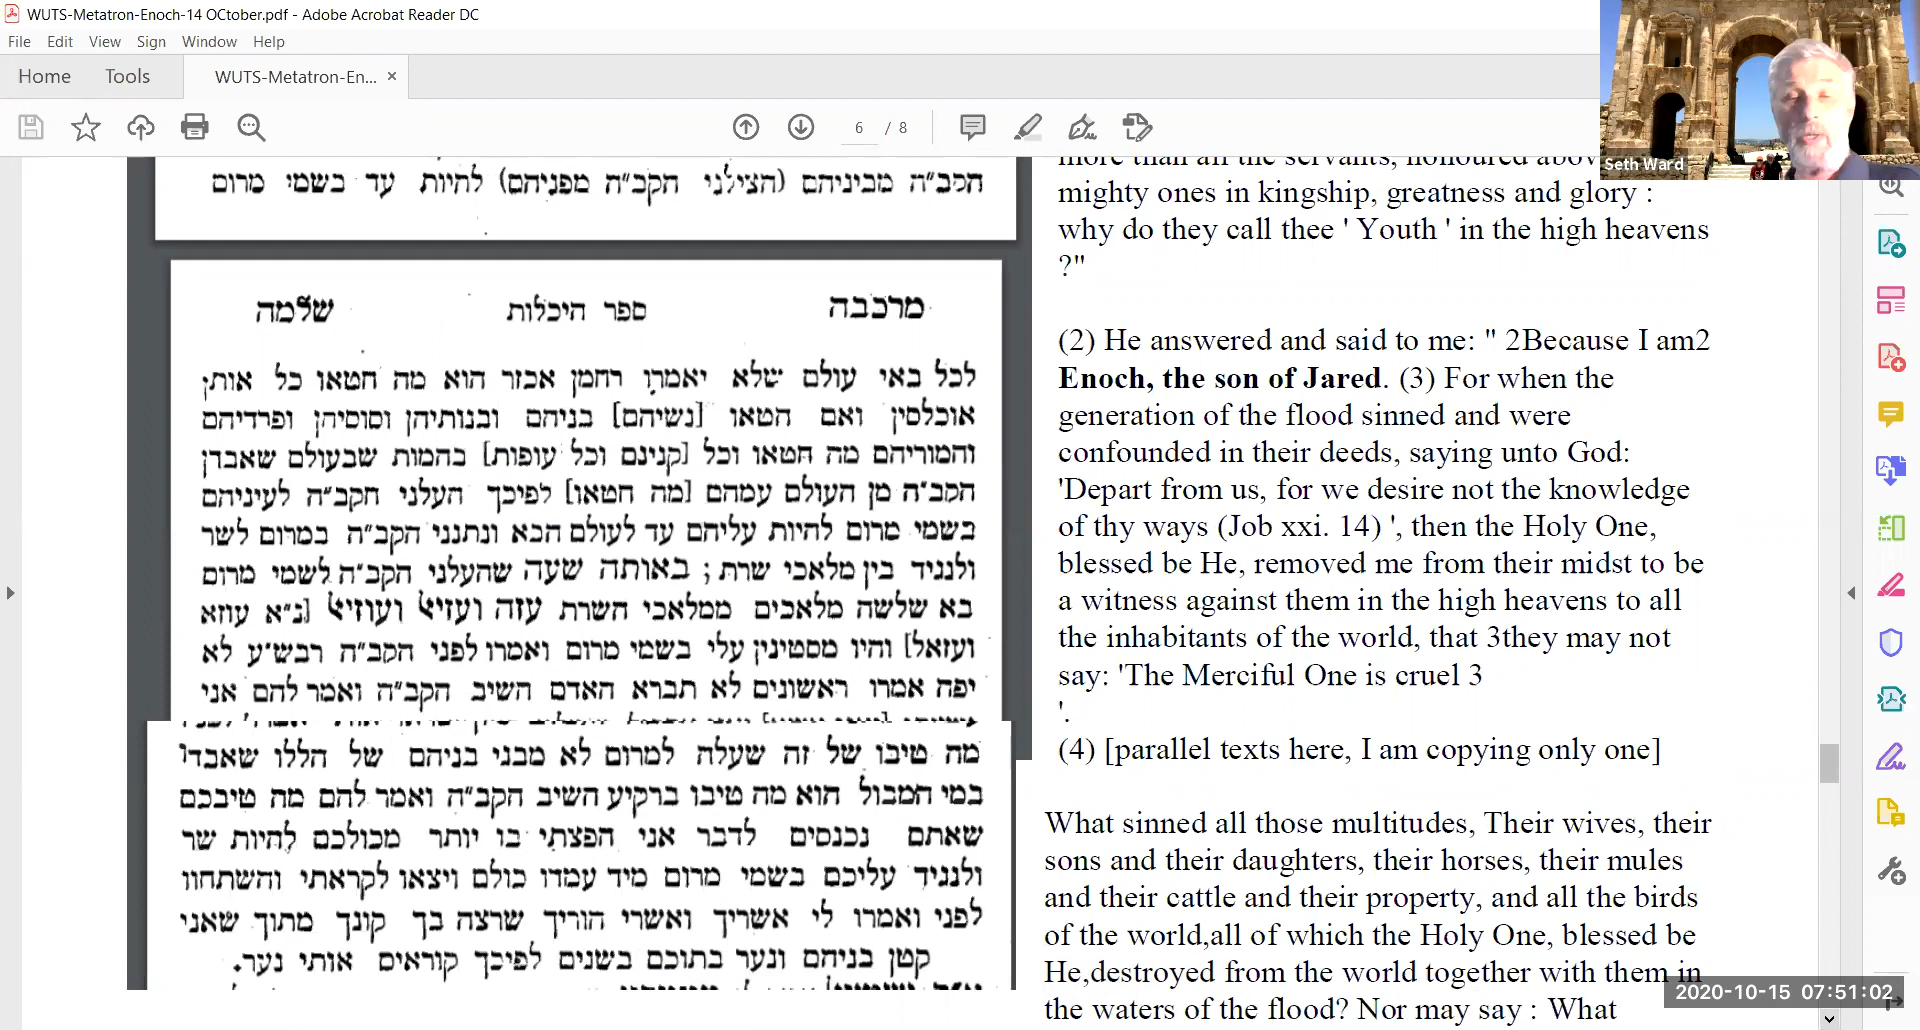 WUTS-Metatron-Enoch-14 OCtober.pdf - Adobe Acrobat Reader DC
File Edit View Sign Window Help
Home Tools WUTS-Metatron-En... ×
6 / 8
Seth Ward
הקב"ה מביניהם (הצילני הקב"ה מפניהם) להיות עד בשמי מרום
מרכבה ספר היכלות שלמה
לכל באי עולם שלא יאמרו רחמן אכזר הוא מה חטאו כל אותן
אוכלסין ואם חטאו [נשיהם] בניהם ובנותיהן וסוסיהן ופרדיהם
והמוריהם מה חטאו וכל [קנינם וכל עופות] בהמות שבעולם שאבדן
הקב"ה מן העולם עמהם [מה חטאו] לפיכך העלני הקב"ה לעיניהם
בשמי מרום להיות עליהם עד לעולם הבא ונתנני הקב"ה במרום לשר
ולנגיד בין מלאכי שרת; באותה שעה שהעלני הקב"ה לשמי מרום
בא שלשה מלאכים ממלאכי השרת עזה ועזיא ועוזיא [נ"א עוזא
ועזאל] והיו מסטינין עלי בשמי מרום ואמרו לפני הקב"ה רבש"ע לא
יפה אמרו ראשונים לא תברא האדם השיב הקב"ה ואמר להם אני
מה טיבו של זה שעלה למרום לא מבני בניהם של הללו שאבדו
במי המבול הוא מה טיבו ברקיע השיב הקב"ה ואמר להם מה טיבכם
שאתם נכנסים לדבר אני חפצתי בו יותר מכולכם להיות שר
ולנגיד עליכם בשמי מרום מיד עמדו כולם ויצאו לקראתי והשתחוו
לפני ואמרו לי אשריך ואשרי הוריך שרצה בך קונך מתוך שאני
קטן בניהם ונער בתוכם בשנים לפיכך קוראים אותי נער.
more than all the servants, honoured abov
mighty ones in kingship, greatness and glory :
why do they call thee ' Youth ' in the high heavens
?"
(2) He answered and said to me: " 2Because I am2
Enoch, the son of Jared. (3) For when the
generation of the flood sinned and were
confounded in their deeds, saying unto God:
'Depart from us, for we desire not the knowledge
of thy ways (Job xxi. 14) ', then the Holy One,
blessed be He, removed me from their midst to be
a witness against them in the high heavens to all
the inhabitants of the world, that 3they may not
say: 'The Merciful One is cruel 3
'.
(4) [parallel texts here, I am copying only one]
What sinned all those multitudes, Their wives, their
sons and their daughters, their horses, their mules
and their cattle and their property, and all the birds
of the world,all of which the Holy One, blessed be
He,destroyed from the world together with them in
the waters of the flood? Nor may say : What
2020-10-15 07:51:02